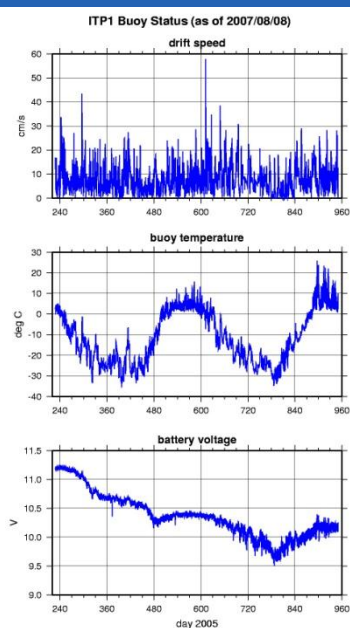 ITP1 Buoy Status (as of 2007/08/08)
drift speed
60
50
40
30
20
10
0
cm/s
240 360 480 600 720 840 960
buoy temperature
30
20
10
0
-10
-20
-30
-40
deg C
240 360 480 600 720 840 960
battery voltage
11.5
11.0
10.5
10.0
9.5
9.0
V
240 360 480 600 720 840 960
day 2005